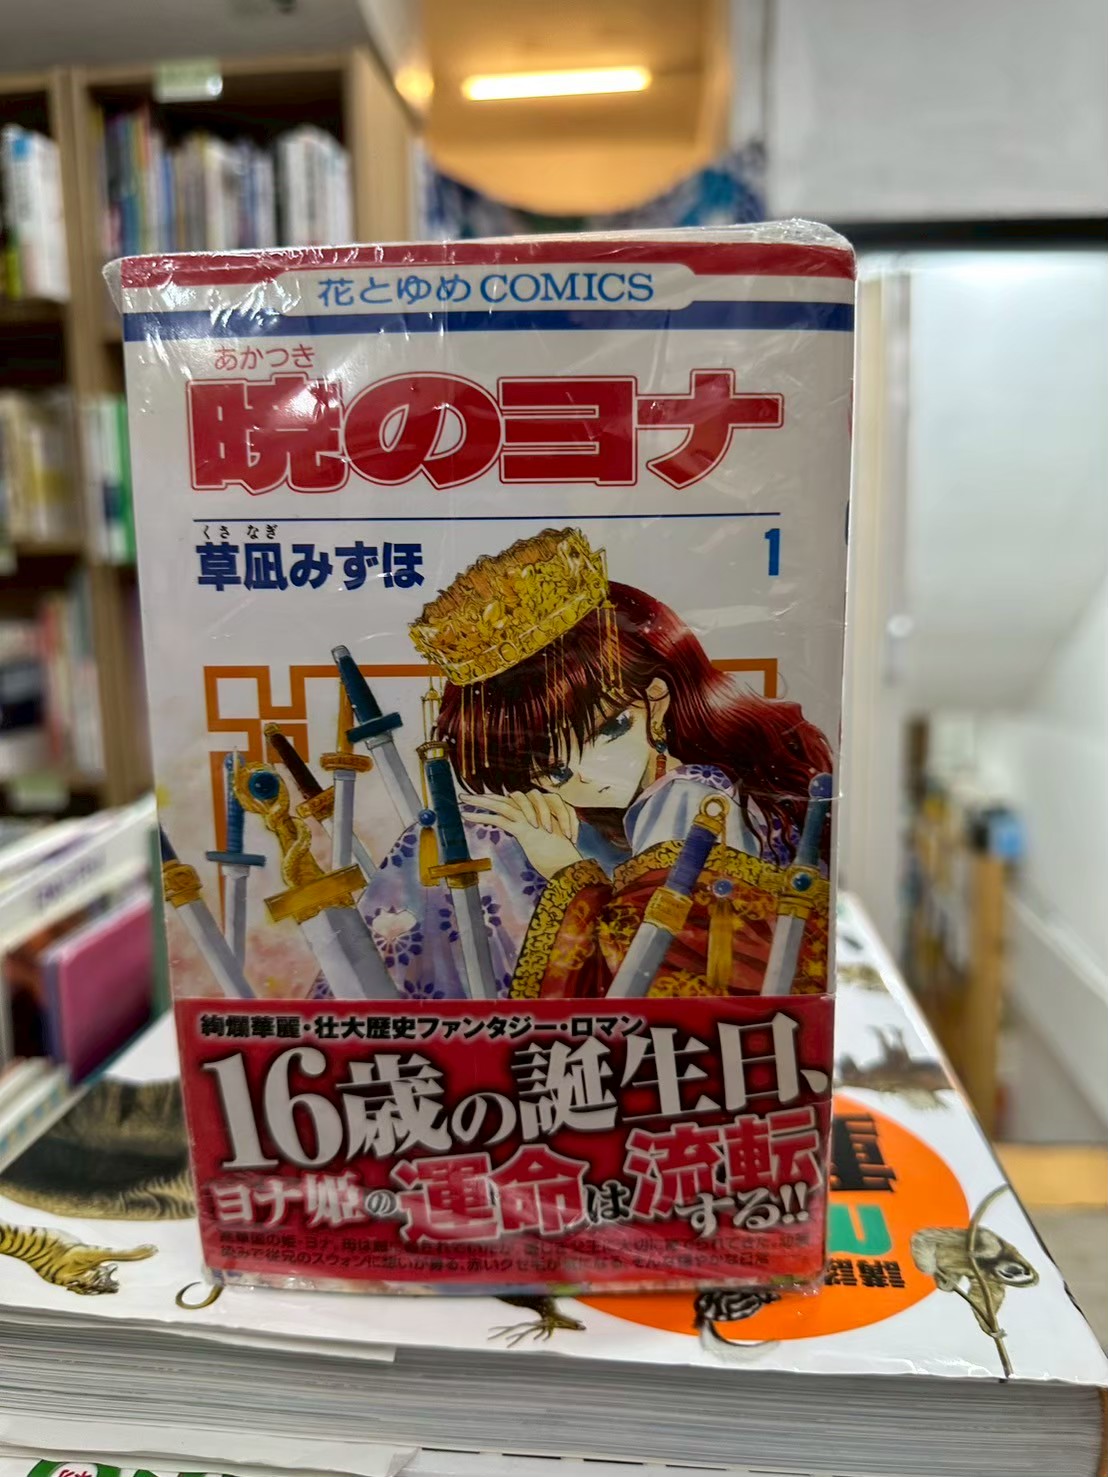 花とゆめCOMICS
あかつき
暁のヨナ
くさなぎ
草凪みずほ
1
絢爛華麗・壮大歴史ファンタジー・ロマン
16歳の誕生日、
ヨナ姫の運命は流転する!!